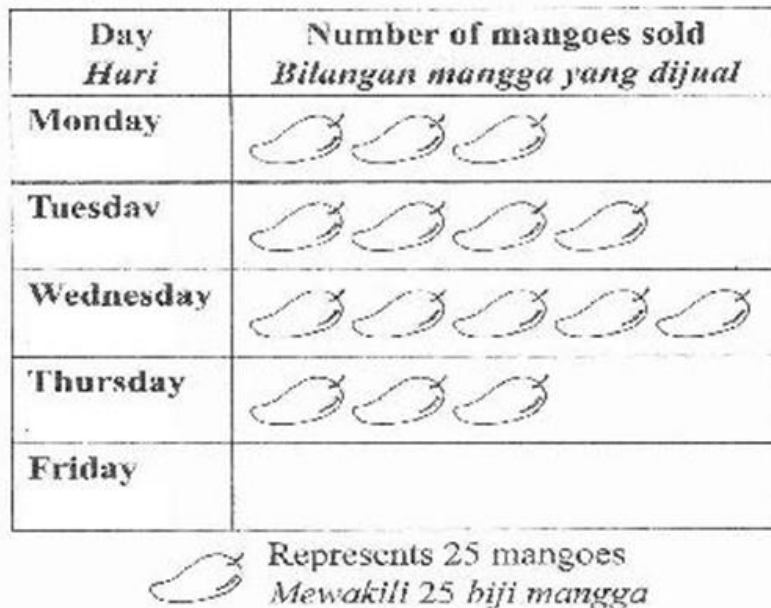 Day
Hari
Number of mangoes sold
Bilangan mangga yang dijual
Monday
Tuesday
Wednesday
Thursday
Friday
Represents 25 mangoes
Mewakili 25 biji mangga